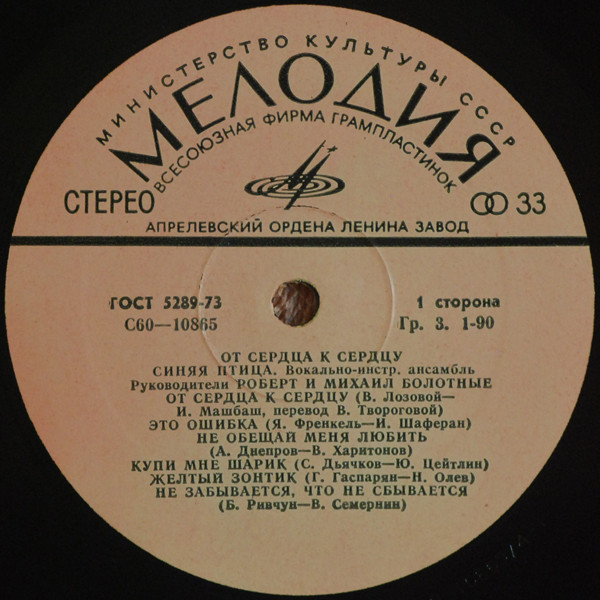 МИНИСТЕРСТВО КУЛЬТУРЫ СССР
МЕЛОДИЯ
ВСЕСОЮЗНАЯ ФИРМА ГРАМПЛАСТИНОК
СТЕРЕО
33
АПРЕЛЕВСКИЙ ОРДЕНА ЛЕНИНА ЗАВОД
ГОСТ 5289-73
1 сторона
С60—10865
Гр. 3. 1-90
ОТ СЕРДЦА К СЕРДЦУ
СИНЯЯ ПТИЦА. Вокально-инстр. ансамбль
Руководители РОБЕРТ И МИХАИЛ БОЛОТНЫЕ
ОТ СЕРДЦА К СЕРДЦУ (В. Лозовой—
И. Машбаш, перевод В. Твороговой)
ЭТО ОШИБКА (Я. Френкель—И. Шаферан)
НЕ ОБЕЩАЙ МЕНЯ ЛЮБИТЬ
(А. Днепров—В. Харитонов)
КУПИ МНЕ ШАРИК (С. Дьячков—Ю. Цейтлин)
ЖЕЛТЫЙ ЗОНТИК (Г. Гаспарян—Н. Олев)
НЕ ЗАБЫВАЕТСЯ, ЧТО НЕ СБЫВАЕТСЯ
(Б. Ривчун—В. Семернин)